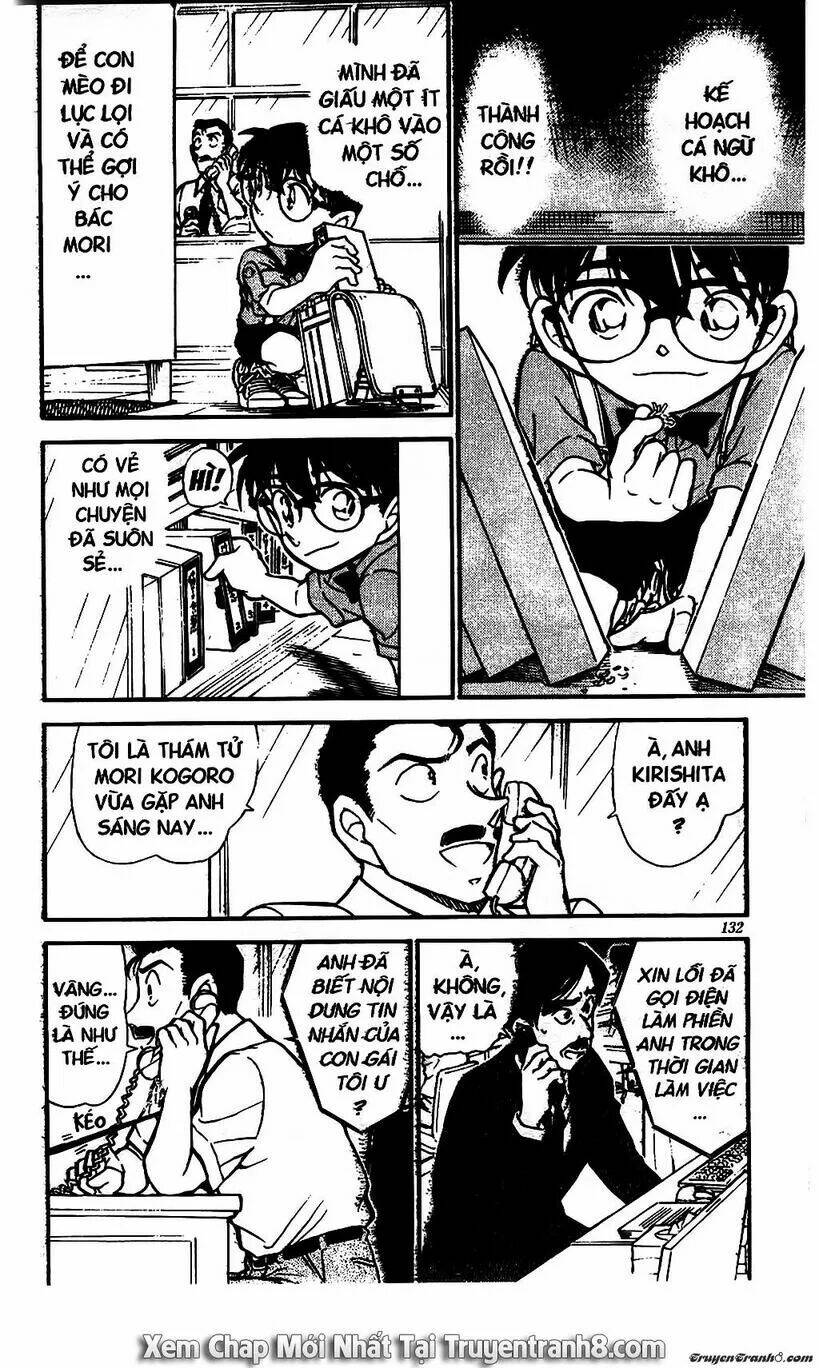 KẾ
HOẠCH
CÁ NGỪ
KHÔ...
THÀNH
CÔNG
RỒI!!
MÌNH ĐÃ
GIẤU MỘT ÍT
CÁ KHÔ VÀO
MỘT SỐ
CHỖ...
ĐỂ CON
MÈO ĐI
LỤC LỌI
VÀ CÓ
THỂ GỢI
Ý CHO
BÁC
MORI
...
HÌ!
CÓ VẺ
NHƯ MỌI
CHUYỆN
ĐÃ SUÔN
SẺ...
À, ANH
KIRISHITA
ĐẤY Ạ
?
TÔI LÀ THÁM TỬ
MORI KOGORO
VỪA GẶP ANH
SÁNG NAY...
132
XIN LỖI ĐÃ
GỌI ĐIỆN
LÀM PHIỀN
ANH TRONG
THỜI GIAN
LÀM VIỆC
...
À,
KHÔNG,
VẬY LÀ
...
ANH ĐÃ
BIẾT NỘI
DUNG TIN
NHẮN CỦA
CON GÁI
TÔI Ư
?
VÂNG...
ĐÚNG
LÀ NHƯ
THẾ...
KÉO
Xem Chap Mới Nhất Tại Truyentranh8.com
TruyenTranh8.com